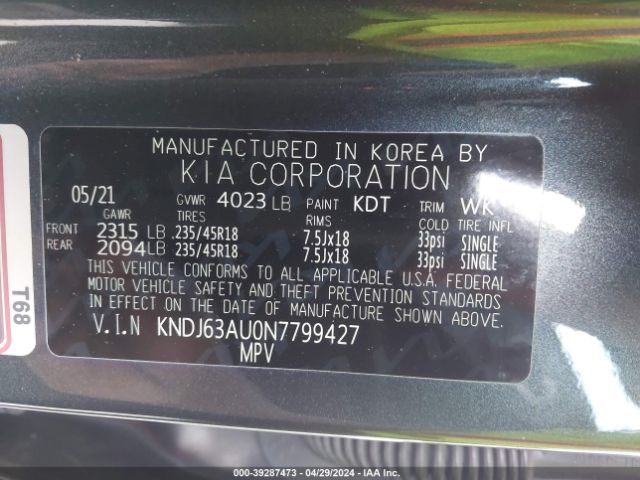 MANUFACTURED IN KOREA BY
KIA CORPORATION
05/21 GVWR 4023 LB PAINT KDT TRIM WK
GAWR TIRES RIMS COLD TIRE INFL
FRONT 2315 LB 235/45R18 7.5Jx18 33psi SINGLE
REAR 2094 LB 235/45R18 7.5Jx18 33psi SINGLE
THIS VEHICLE CONFORMS TO ALL APPLICABLE U.S.A. FEDERAL
MOTOR VEHICLE SAFETY AND THEFT PREVENTION STANDARDS
IN EFFECT ON THE DATE OF MANUFACTURE SHOWN ABOVE.
V.I.N KNDJ63AU0N7799427
MPV
T68
000-39287473 - 04/29/2024 - IAA Inc.